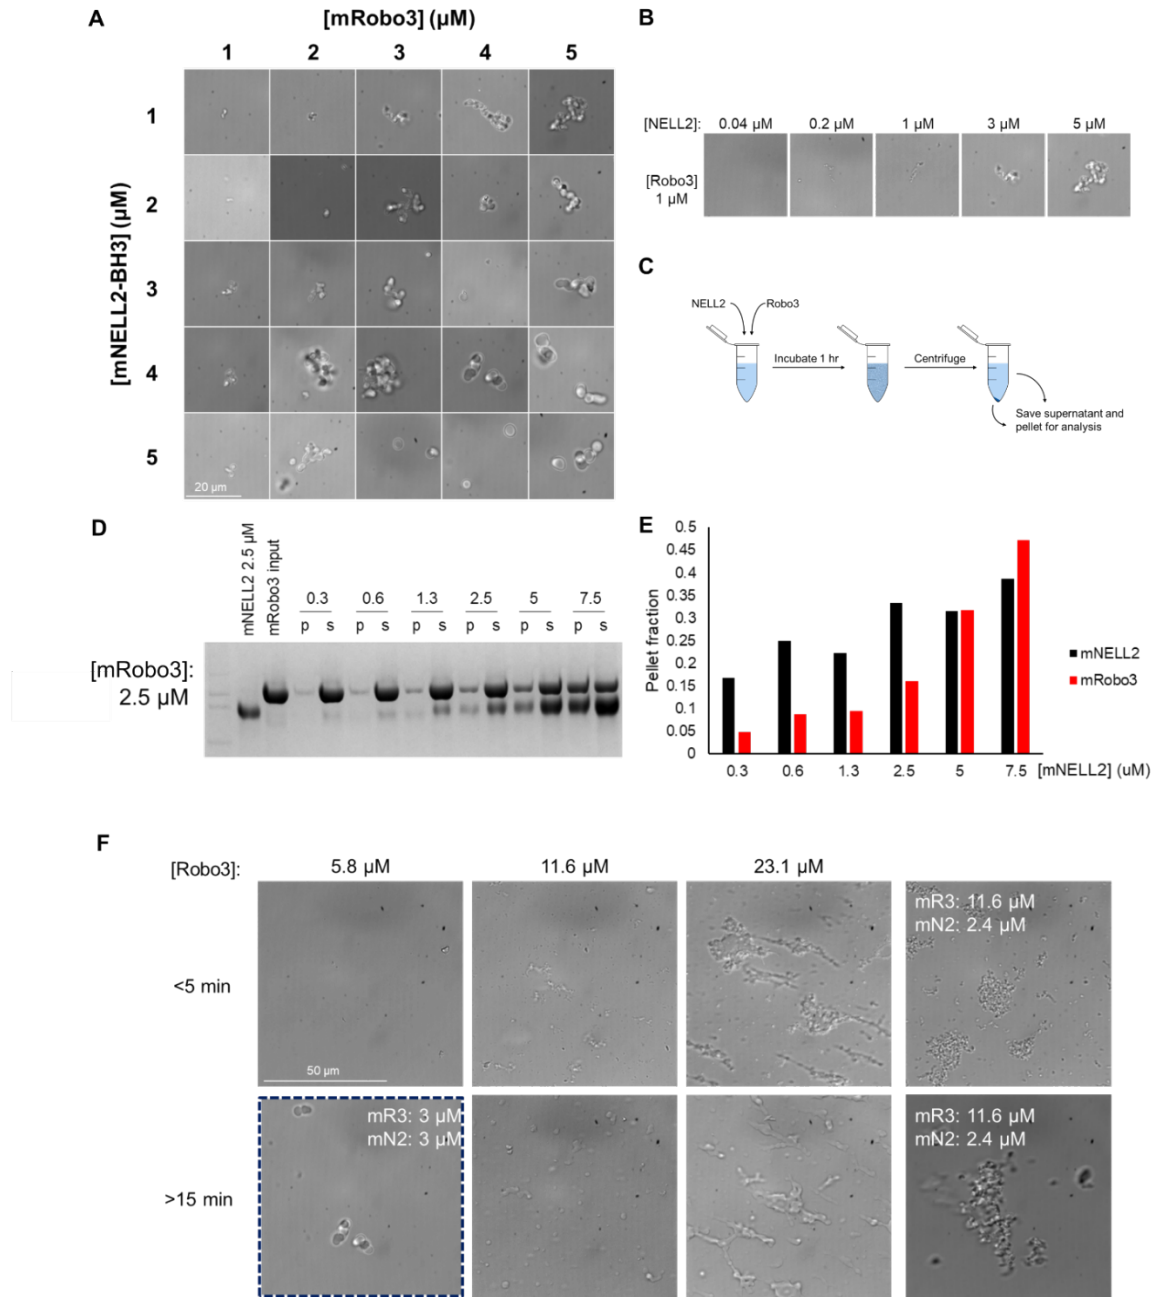 A
[mRobo3] (µM)
1 2 3 4 5
[mNELL2-BH3] (µM)
1
2
3
4
5
20 µm
B
[NELL2]: 0.04 µM 0.2 µM 1 µM 3 µM 5 µM
[Robo3]
1 µM
C
NELL2 Robo3
Incubate 1 hr
Centrifuge
Save supernatant and
pellet for analysis
D
mNELL2 2.5 µM
mRobo3 input
0.3 0.6 1.3 2.5 5 7.5
p s p s p s p s p s p s
[mRobo3]:
2.5 µM
E
Pellet fraction
0.5
0.45
0.4
0.35
0.3
0.25
0.2
0.15
0.1
0.05
0
0.3 0.6 1.3 2.5 5 7.5 [mNELL2] (uM)
mNELL2
mRobo3
F
[Robo3]: 5.8 µM 11.6 µM 23.1 µM
<5 min
50 µm
mR3: 11.6 µM
mN2: 2.4 µM
>15 min
mR3: 3 µM
mN2: 3 µM
mR3: 11.6 µM
mN2: 2.4 µM